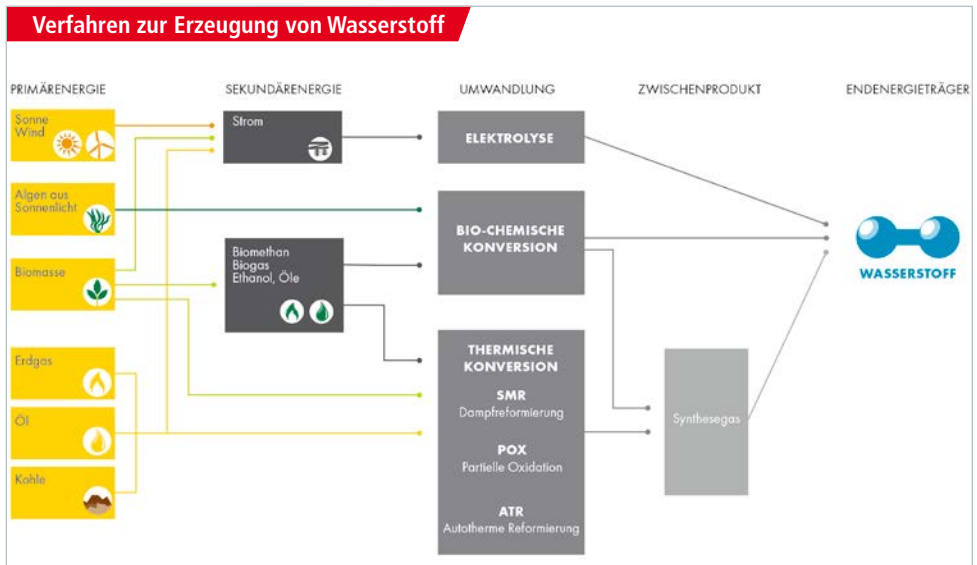 Verfahren zur Erzeugung von Wasserstoff
PRIMÄRENERGIE
SEKUNDÄRENERGIE
UMWANDLUNG
ZWISCHENPRODUKT
ENDENERGIETRÄGER
Sonne
Wind
Strom
ELEKTROLYSE
Algen aus
Sonnenlicht
BIO-CHEMISCHE
KONVERSION
Biomethan
Biogas
Ethanol, Öle
WASSERSTOFF
Biomasse
Erdgas
Öl
Kohle
THERMISCHE
KONVERSION
SMR
Dampfreformierung
POX
Partielle Oxidation
ATR
Autotherme Reformierung
Synthesegas